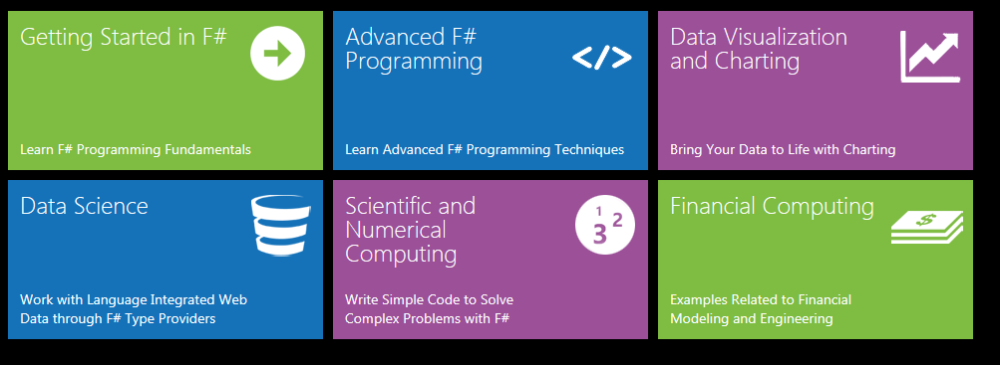 Getting Started in F#
Learn F# Programming Fundamentals
Advanced F#
Programming
</>
Learn Advanced F# Programming Techniques
Data Visualization
and Charting
Bring Your Data to Life with Charting
Data Science
Work with Language Integrated Web
Data through F# Type Providers
Scientific and
Numerical
Computing
1
2
3
Write Simple Code to Solve
Complex Problems with F#
Financial Computing
$
Examples Related to Financial
Modeling and Engineering